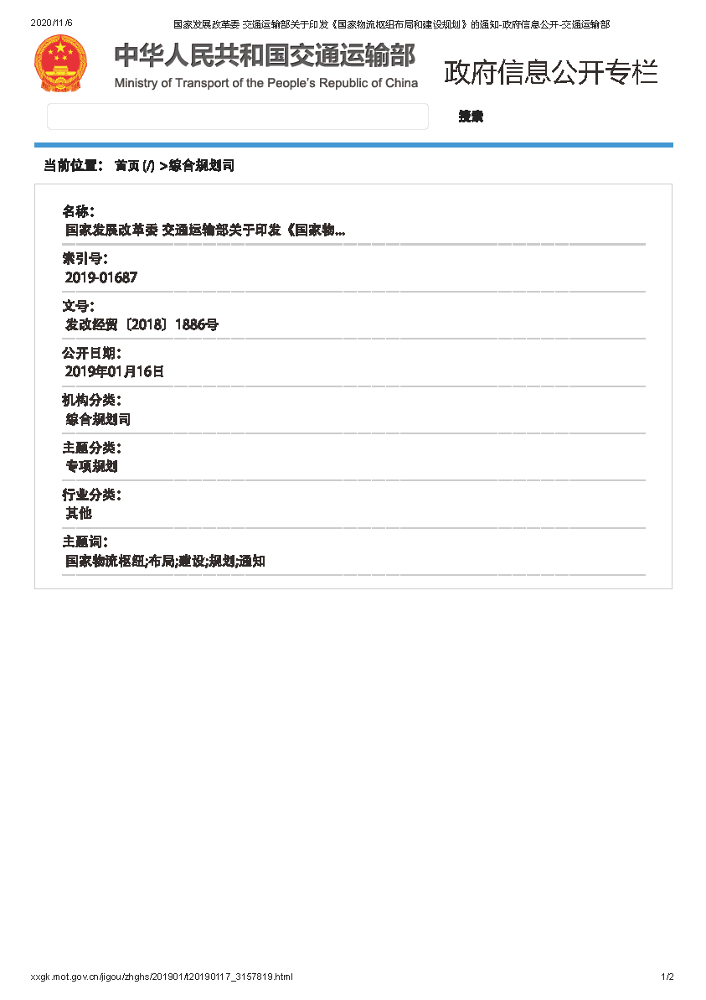 2020/11/6
国家发展改革委 交通运输部关于印发《国家物流枢纽布局和建设规划》的通知-政府信息公开-交通运输部
中华人民共和国交通运输部
Ministry of Transport of the People's Republic of China
政府信息公开专栏
搜索
当前位置： 首页 (/) >综合规划司
名称：
国家发展改革委 交通运输部关于印发《国家物...
索引号：
2019-01687
文号：
发改经贸〔2018〕1886号
公开日期：
2019年01月16日
机构分类：
综合规划司
主题分类：
专项规划
行业分类：
其他
主题词：
国家物流枢纽;布局;建设;规划;通知
xxgk.mot.gov.cn/jigou/zhghs/201901/t20190117_3157819.html
1/2